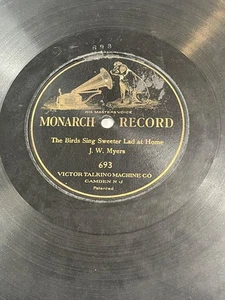 693
HIS MASTER'S VOICE
MONARCH RECORD
The Birds Sing Sweeter Lad at Home
J. W. Myers
693
VICTOR TALKING MACHINE CO
CAMDEN N J
Patented